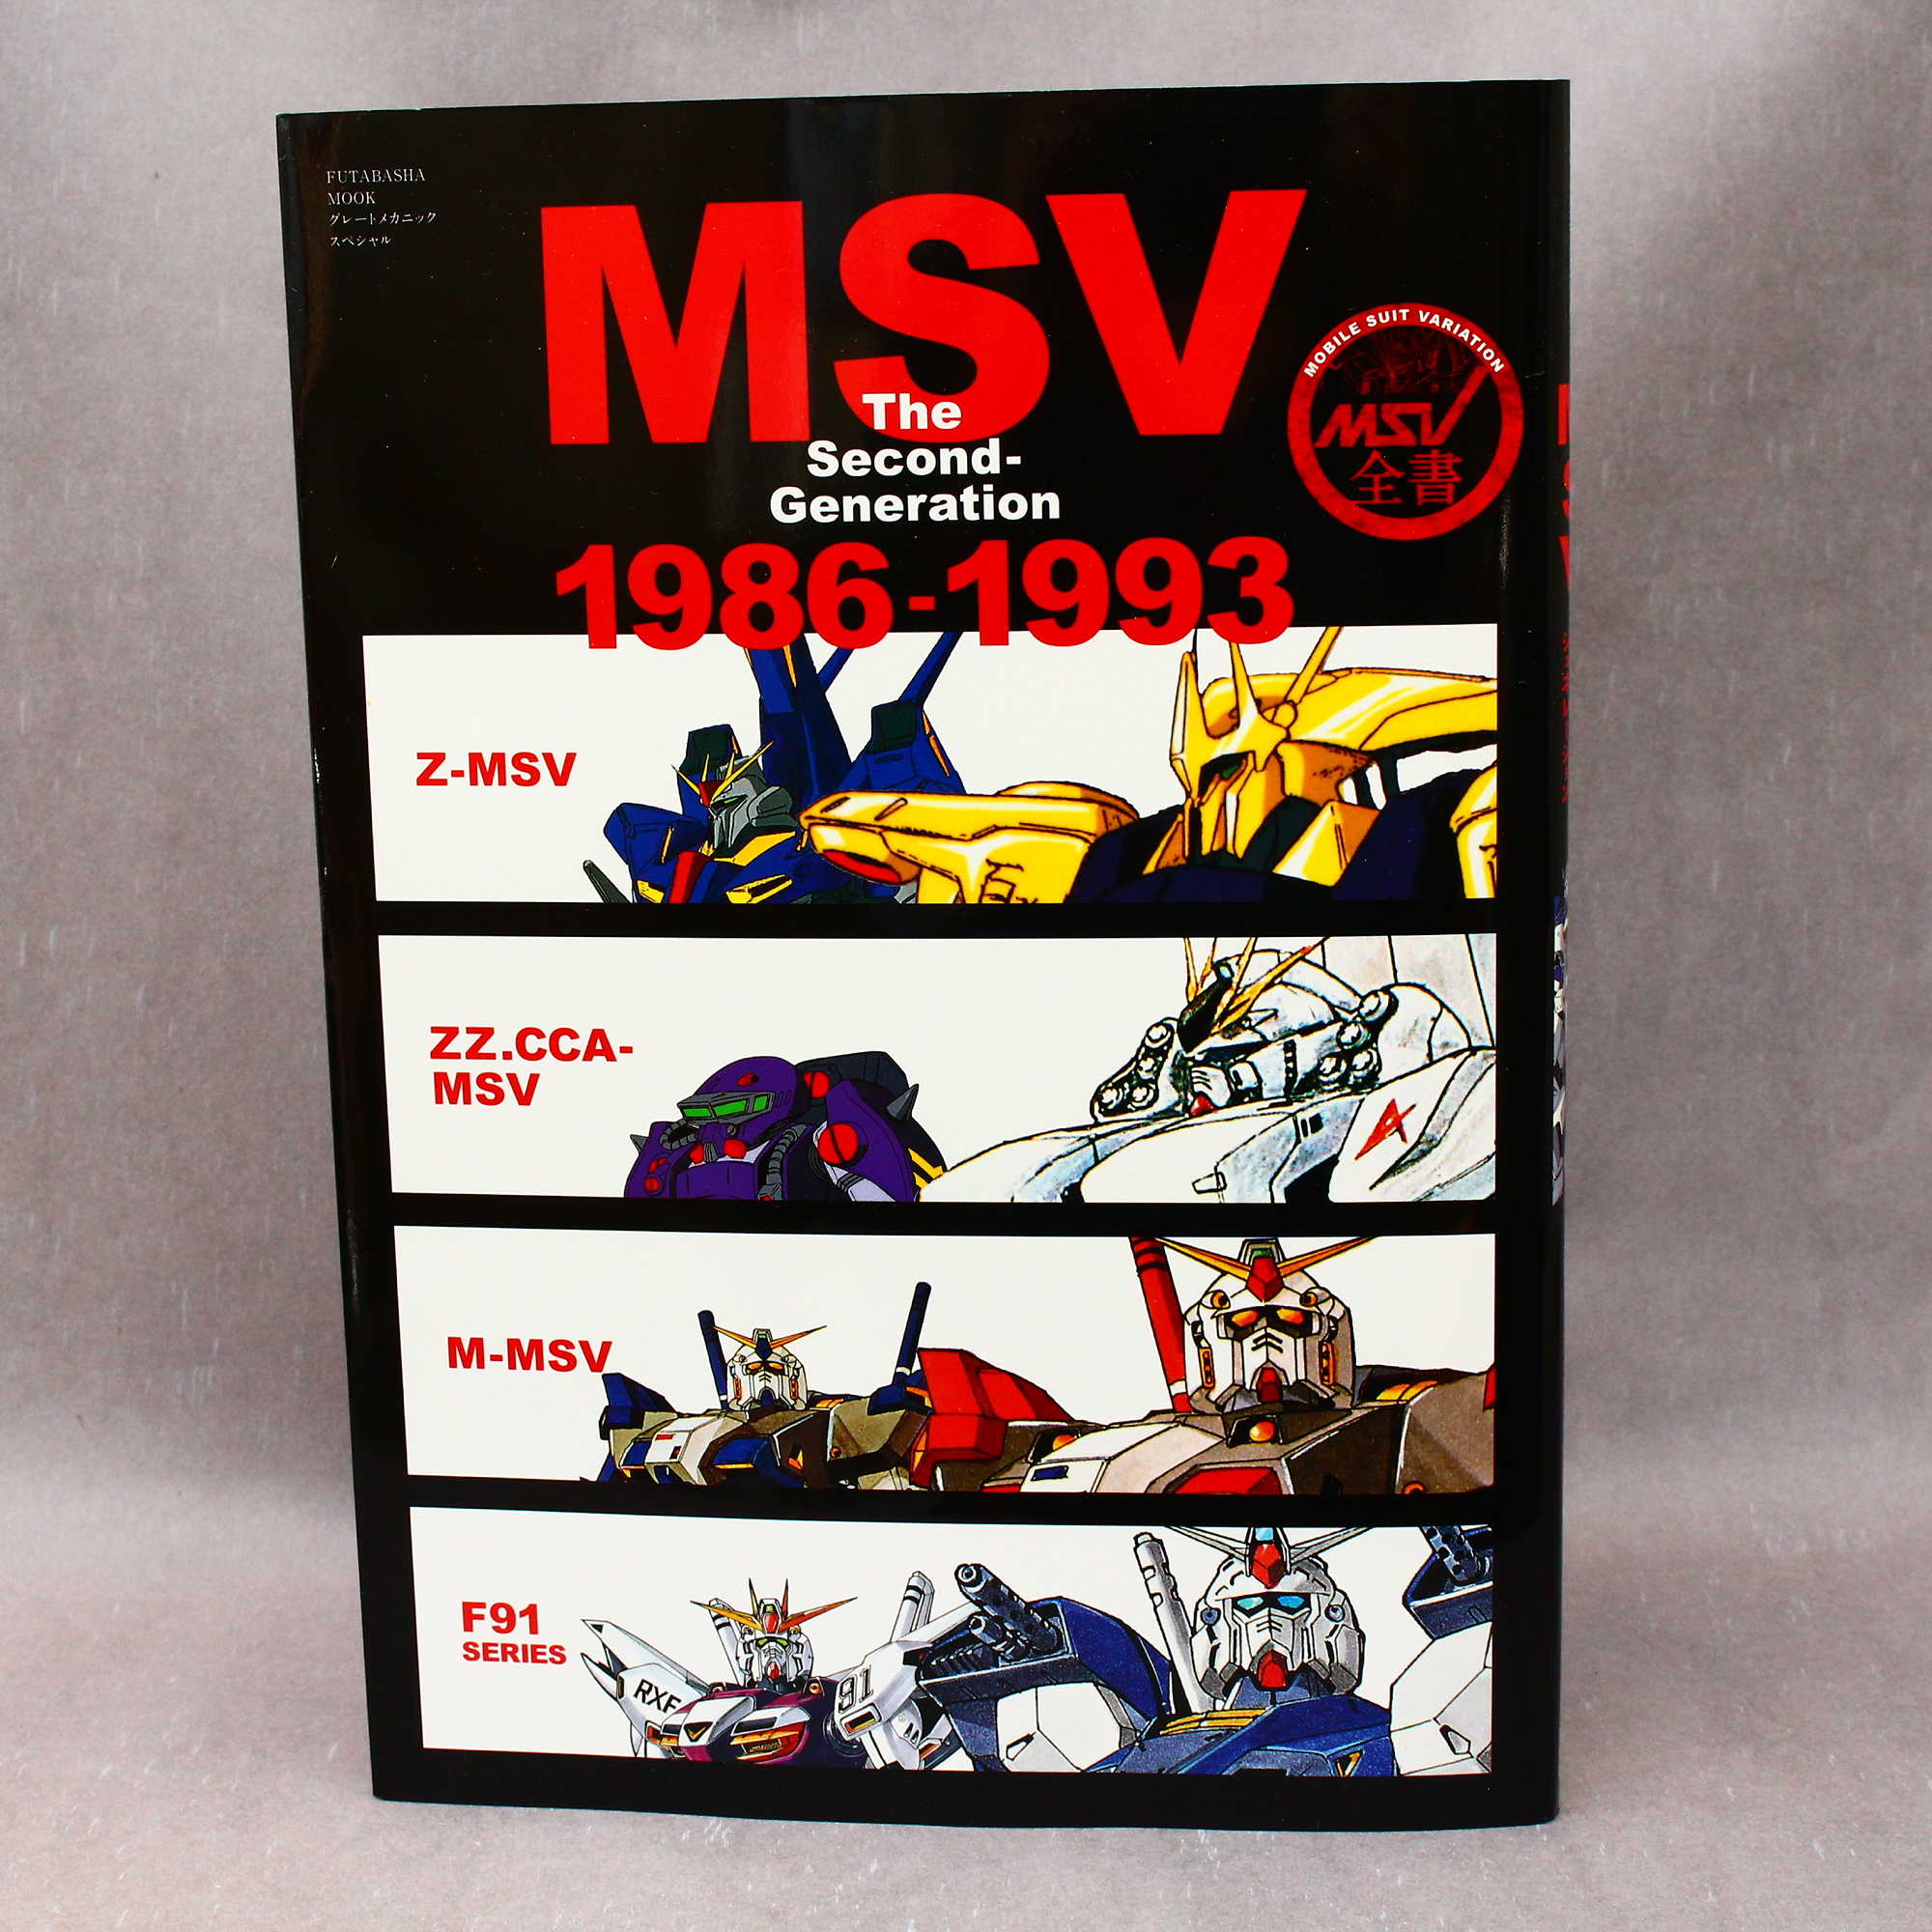 FUTABASHA
MOOK
グレートメカニック
スペシャル
MSV
The
Second-
Generation
1986-1993
MOBILE SUIT VARIATION
MSV
全書
Z-MSV
ZZ.CCA-
MSV
A
M-MSV
F91
SERIES
RXF
91
MSV